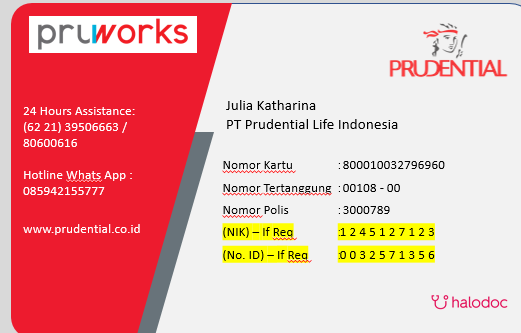 pruworks
PRUDENTIAL
24 Hours Assistance:
(62 21) 39506663 /
80600616
Hotline Whats App :
085942155777
www.prudential.co.id
Julia Katharina
PT Prudential Life Indonesia
Nomor Kartu : 800010032796960
Nomor Tertanggung : 00108 - 00
Nomor Polis : 3000789
(NIK) – If Req :1 2 4 5 1 2 7 1 2 3
(No. ID) – If Req :0 0 3 2 5 7 1 3 5 6
halodoc